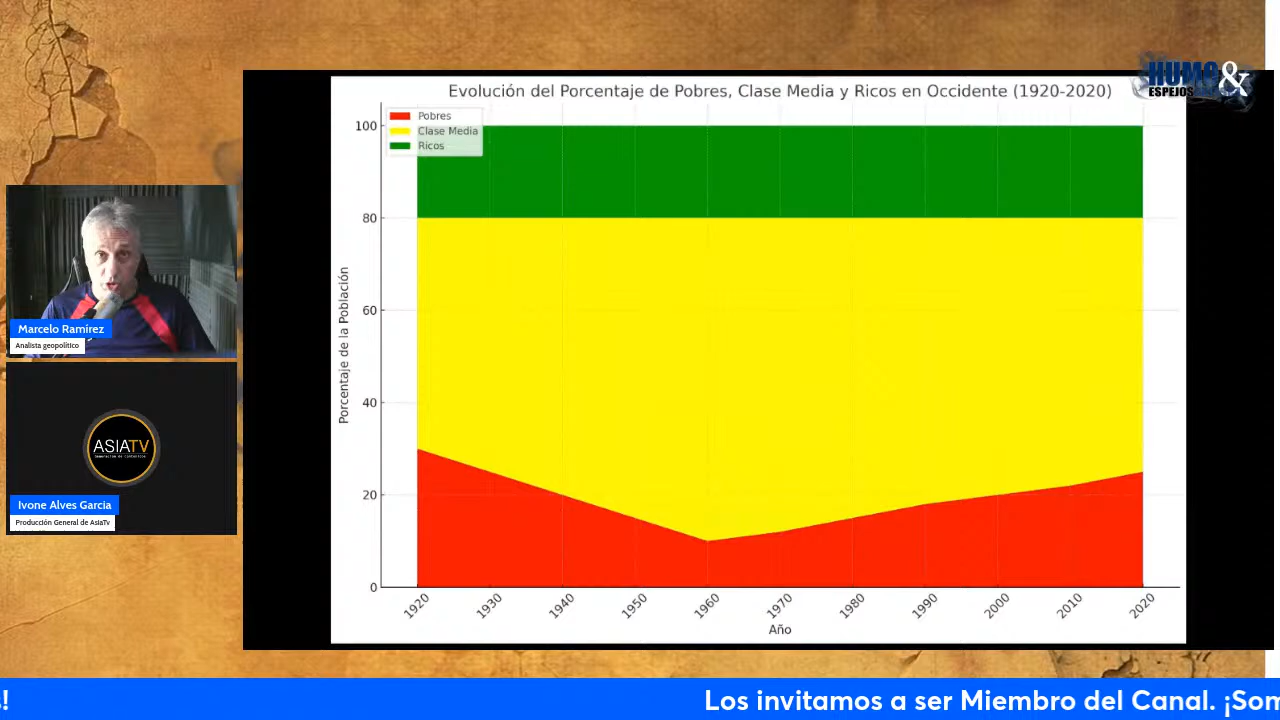 HUMO&
ESPEJOS
Evolución del Porcentaje de Pobres, Clase Media y Ricos en Occidente (1920-2020)
Pobres
Clase Media
Ricos
100
80
60
40
20
0
Porcentaje de la Población
1920
1930
1940
1950
1960
1970
1980
1990
2000
2010
2020
Año
Marcelo Ramírez
Analista geopolítico
ASIATV
Ivone Alves Garcia
Producción General de AsiaTv
s!
Los invitamos a ser Miembro del Canal. ¡Som